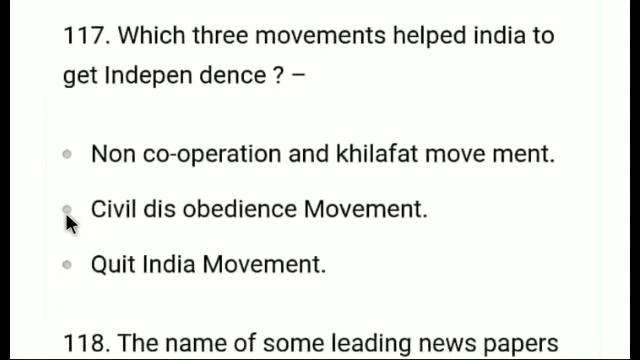 117. Which three movements helped india to
get Indepen dence ? –
Non co-operation and khilafat move ment.
Civil dis obedience Movement.
Quit India Movement.
118. The name of some leading news papers